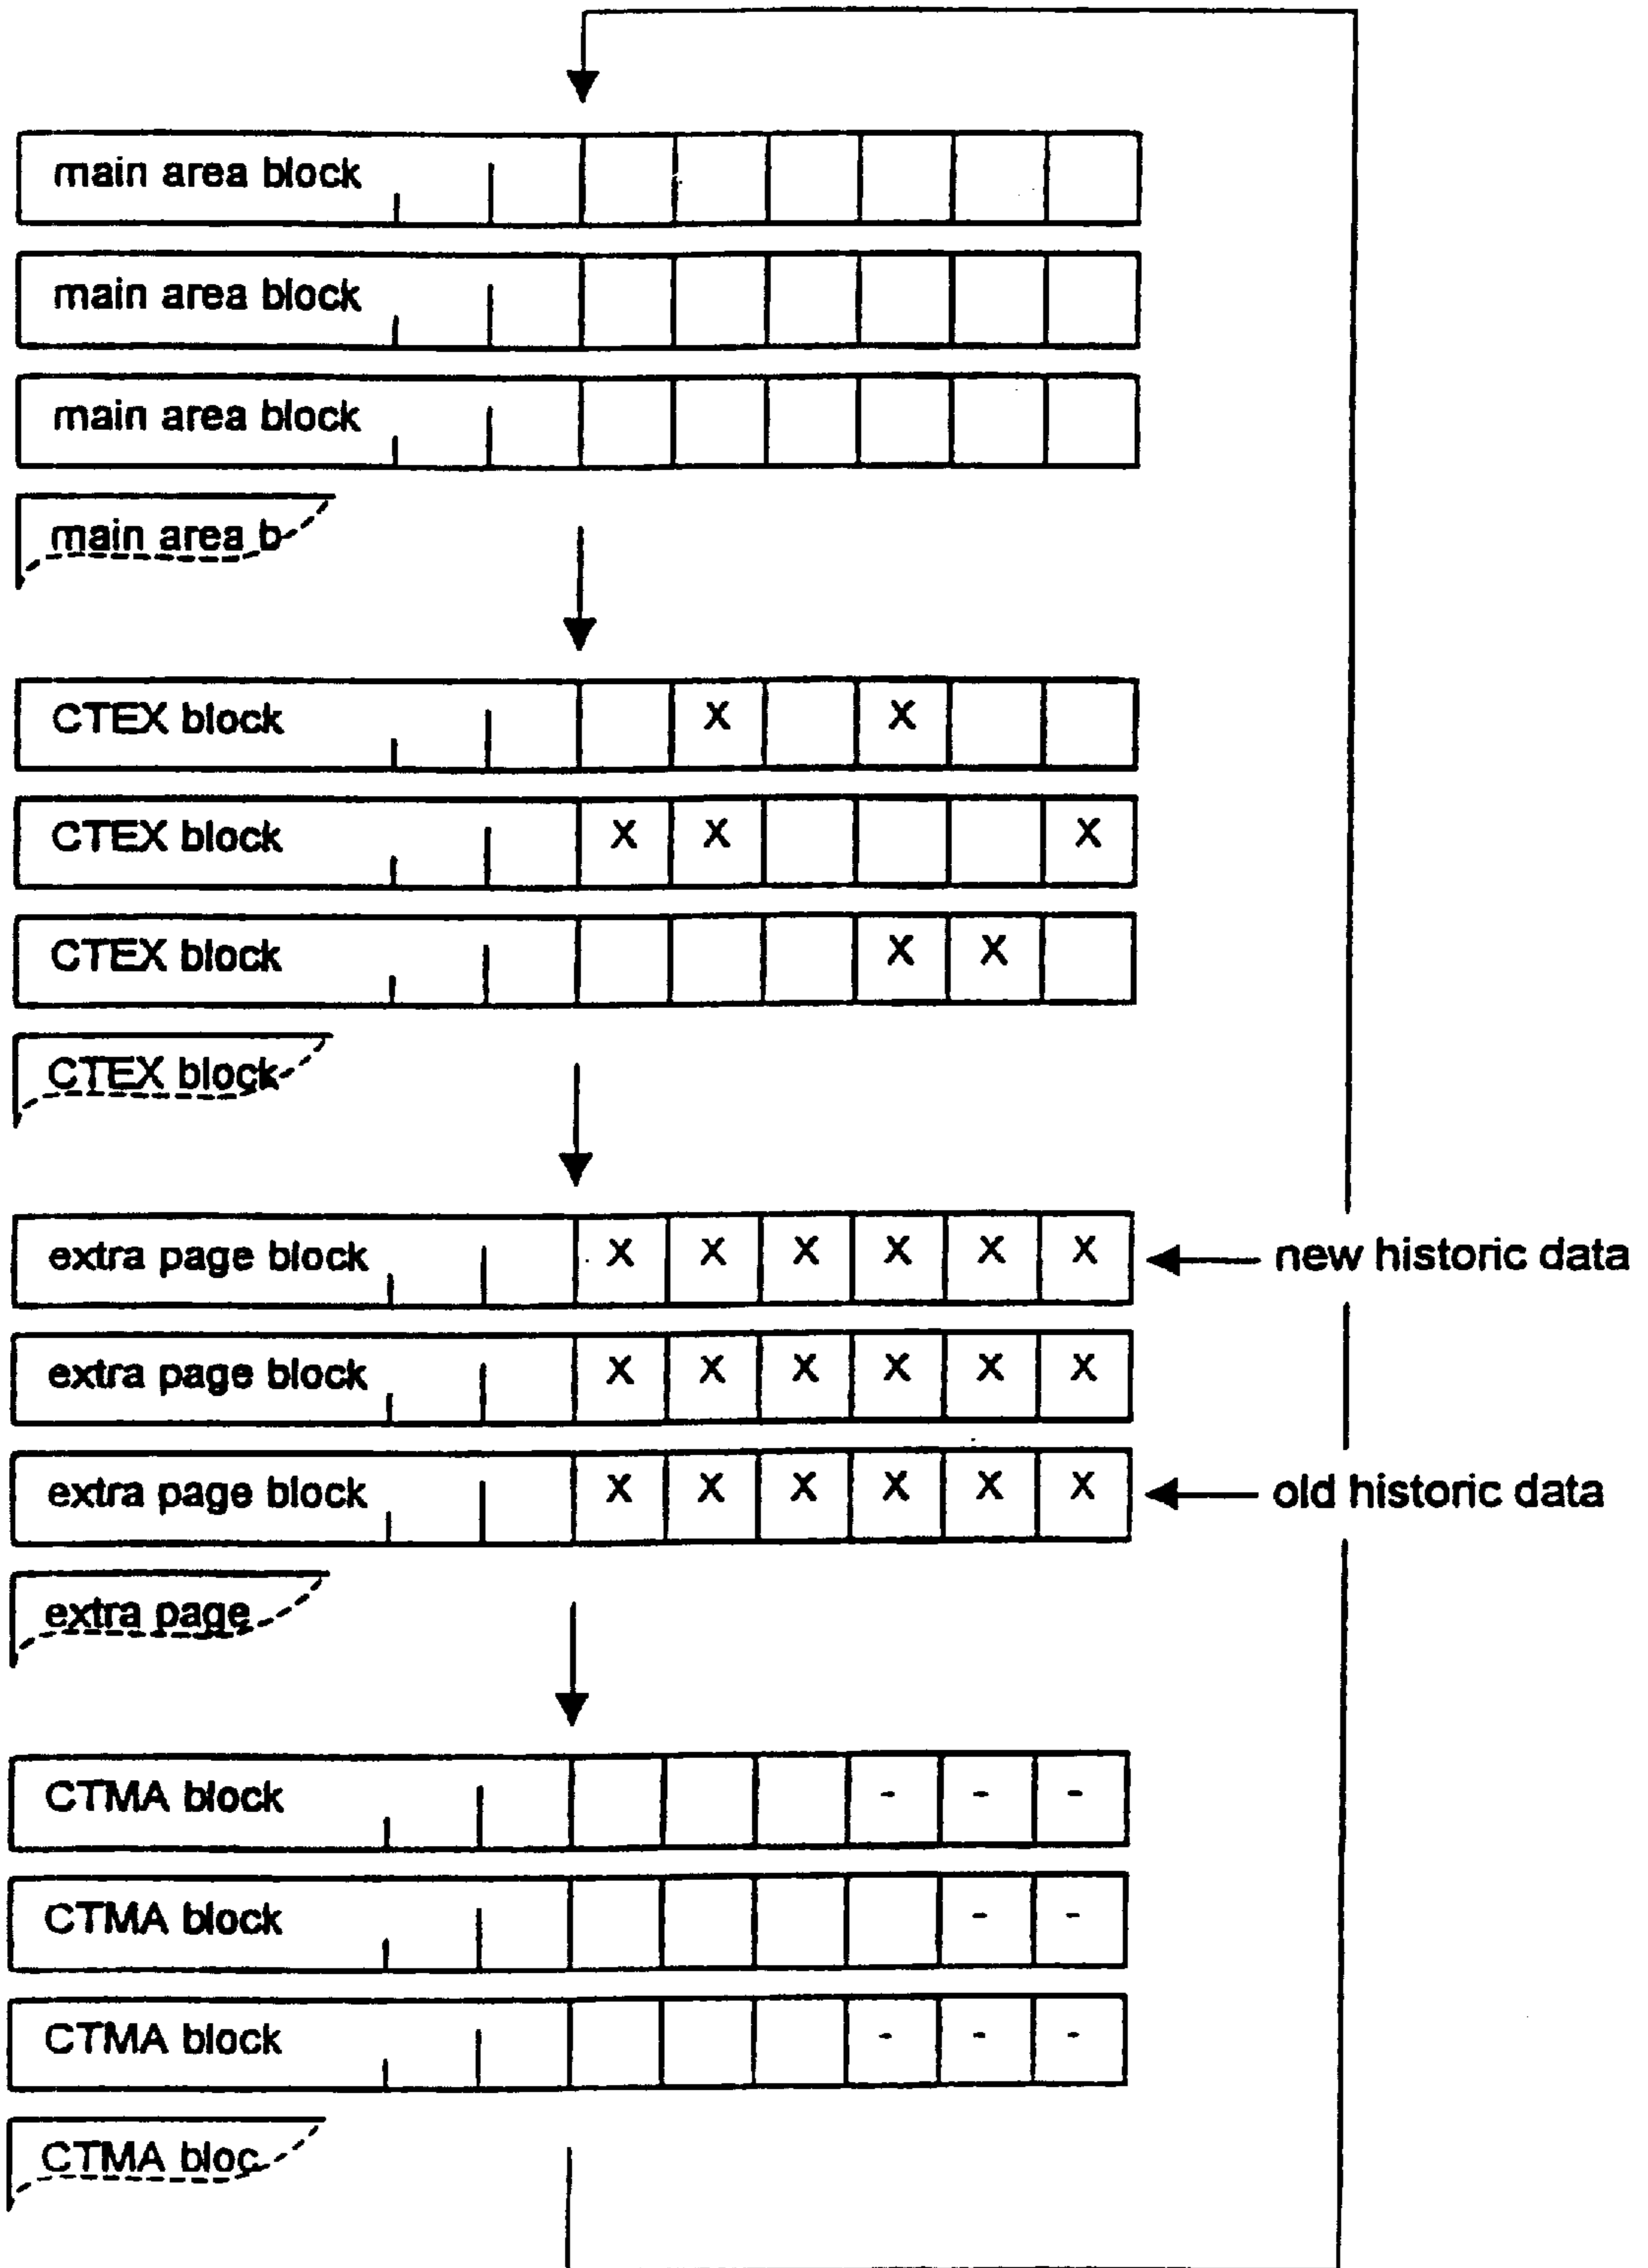 main area block
main area block
main area block
main area b
CTEX block X X
CTEX block X X X
CTEX block X X
CTEX block
extra page block X X X X X X new historic data
extra page block X X X X X X
extra page block X X X X X X old historic data
extra page
CTMA block - - -
CTMA block - -
CTMA block - - -
CTMA bloc